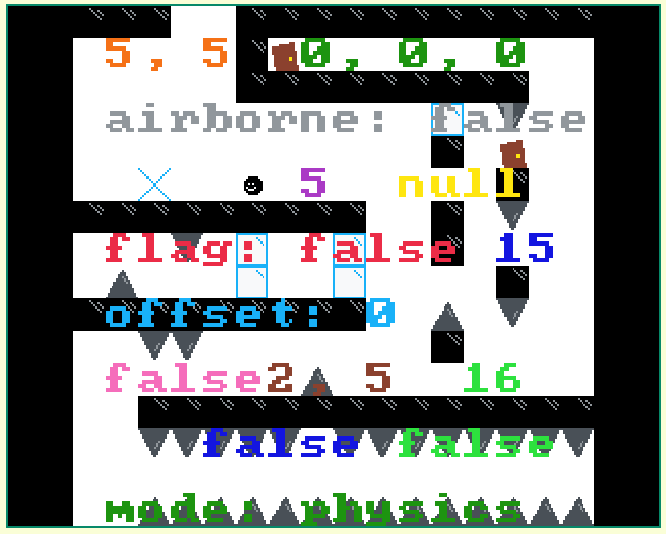 5, 5 0, 0, 0
airborne: false
5 null
flag: false 15
offset: 0
false2, 5 16
false false
mode: physics